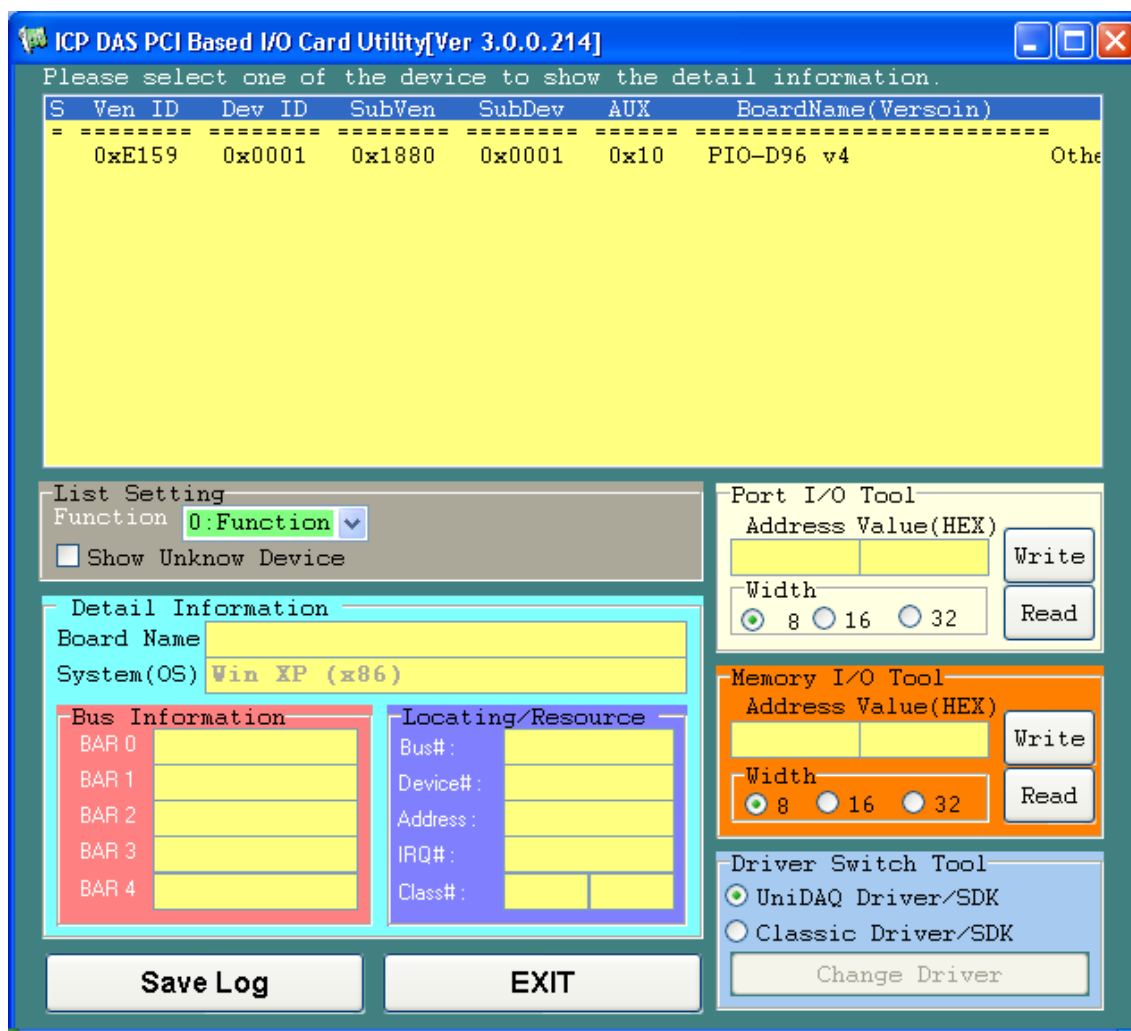 ICP DAS PCI Based I/O Card Utility[Ver 3.0.0.214]
Please select one of the device to show the detail information.
S Ven ID Dev ID SubVen SubDev AUX BoardName(Versoin)
= ======== ======== ======== ======== ====== =========================
0xE159 0x0001 0x1880 0x0001 0x10 PIO-D96 v4 Othe
List Setting
Function 0:Function
Show Unknow Device
Detail Information
Board Name
System(OS) Win XP (x86)
Bus Information
BAR 0
BAR 1
BAR 2
BAR 3
BAR 4
Locating/Resource
Bus# :
Device# :
Address :
IRQ# :
Class# :
Port I/O Tool
Address Value(HEX)
Write
Width
8 16 32
Read
Memory I/O Tool
Address Value(HEX)
Write
Width
8 16 32
Read
Driver Switch Tool
UniDAQ Driver/SDK
Classic Driver/SDK
Change Driver
Save Log
EXIT